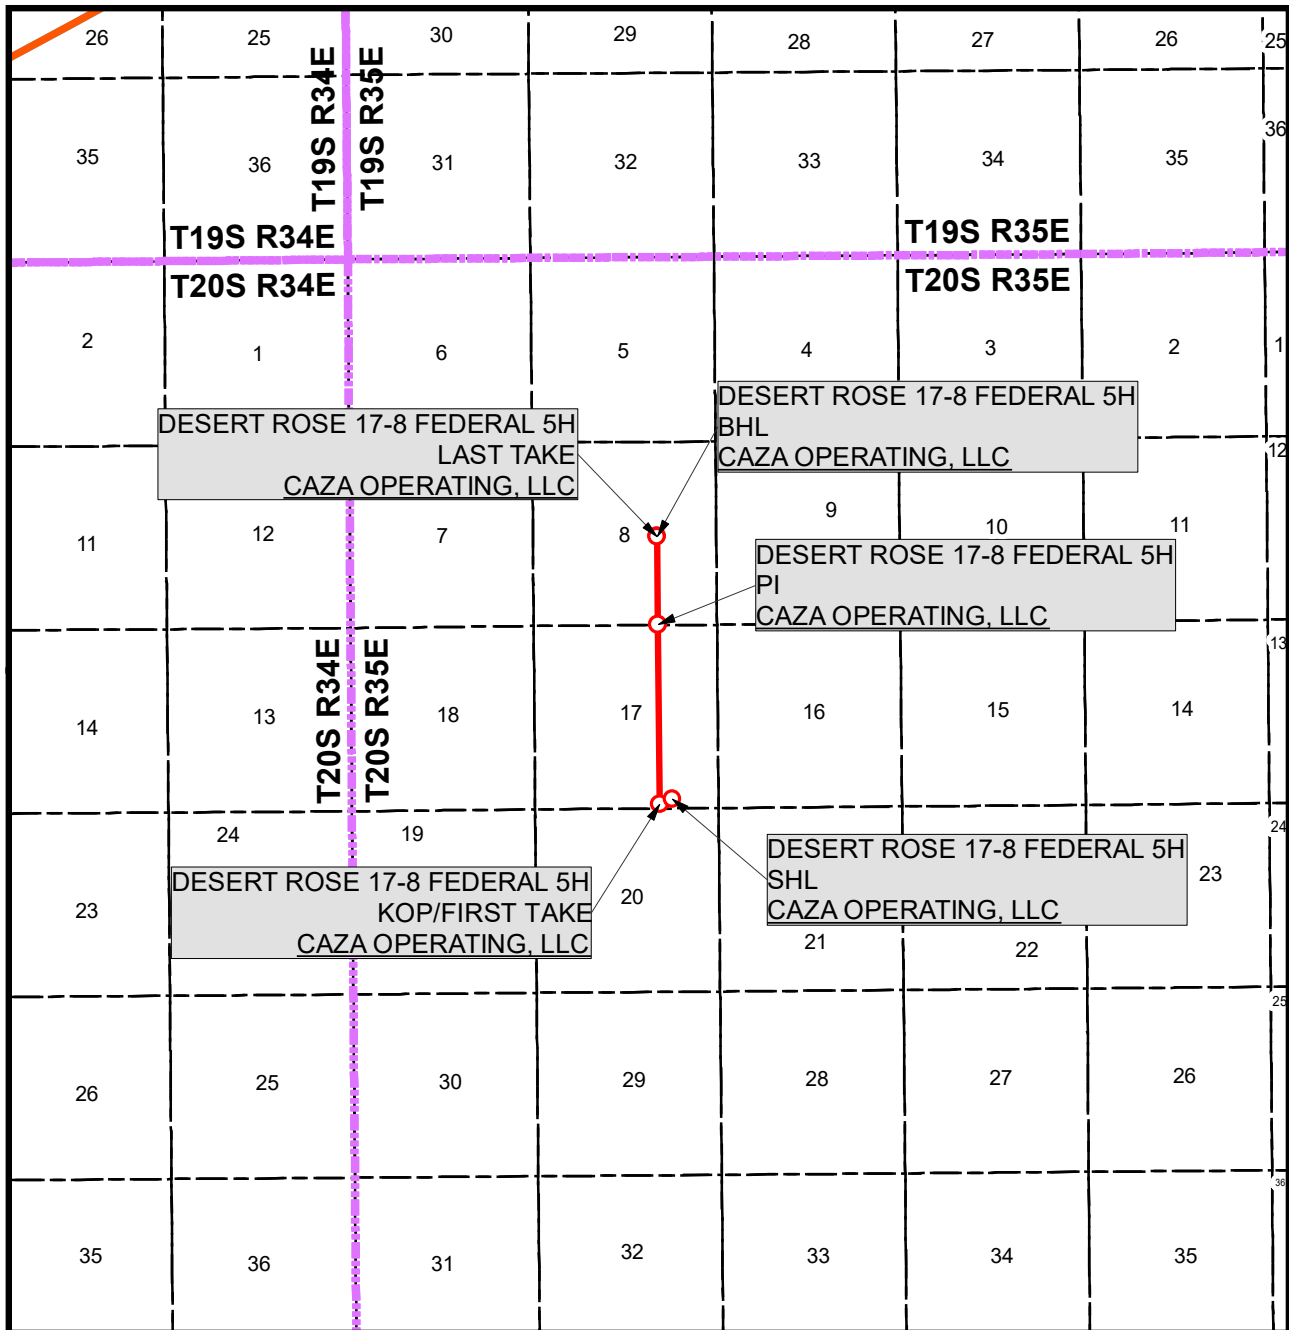 26 25 30 29 28 27 26 25
T19S R34E
T19S R35E
35 36 31 32 33 34 35 36
T19S R34E
T19S R35E
T20S R34E
T20S R35E
2 1 6 5 4 3 2 1
DESERT ROSE 17-8 FEDERAL 5H
LAST TAKE
CAZA OPERATING, LLC
DESERT ROSE 17-8 FEDERAL 5H
BHL
CAZA OPERATING, LLC
11 12 7 8 9 10 11 12
DESERT ROSE 17-8 FEDERAL 5H
PI
CAZA OPERATING, LLC
T20S R34E
T20S R35E
14 13 18 17 16 15 14 13
24 19 24
DESERT ROSE 17-8 FEDERAL 5H
KOP/FIRST TAKE
CAZA OPERATING, LLC
DESERT ROSE 17-8 FEDERAL 5H
SHL
CAZA OPERATING, LLC
23 20 21 22 23
26 25 30 29 28 27 26 25
35 36 31 32 33 34 35 36